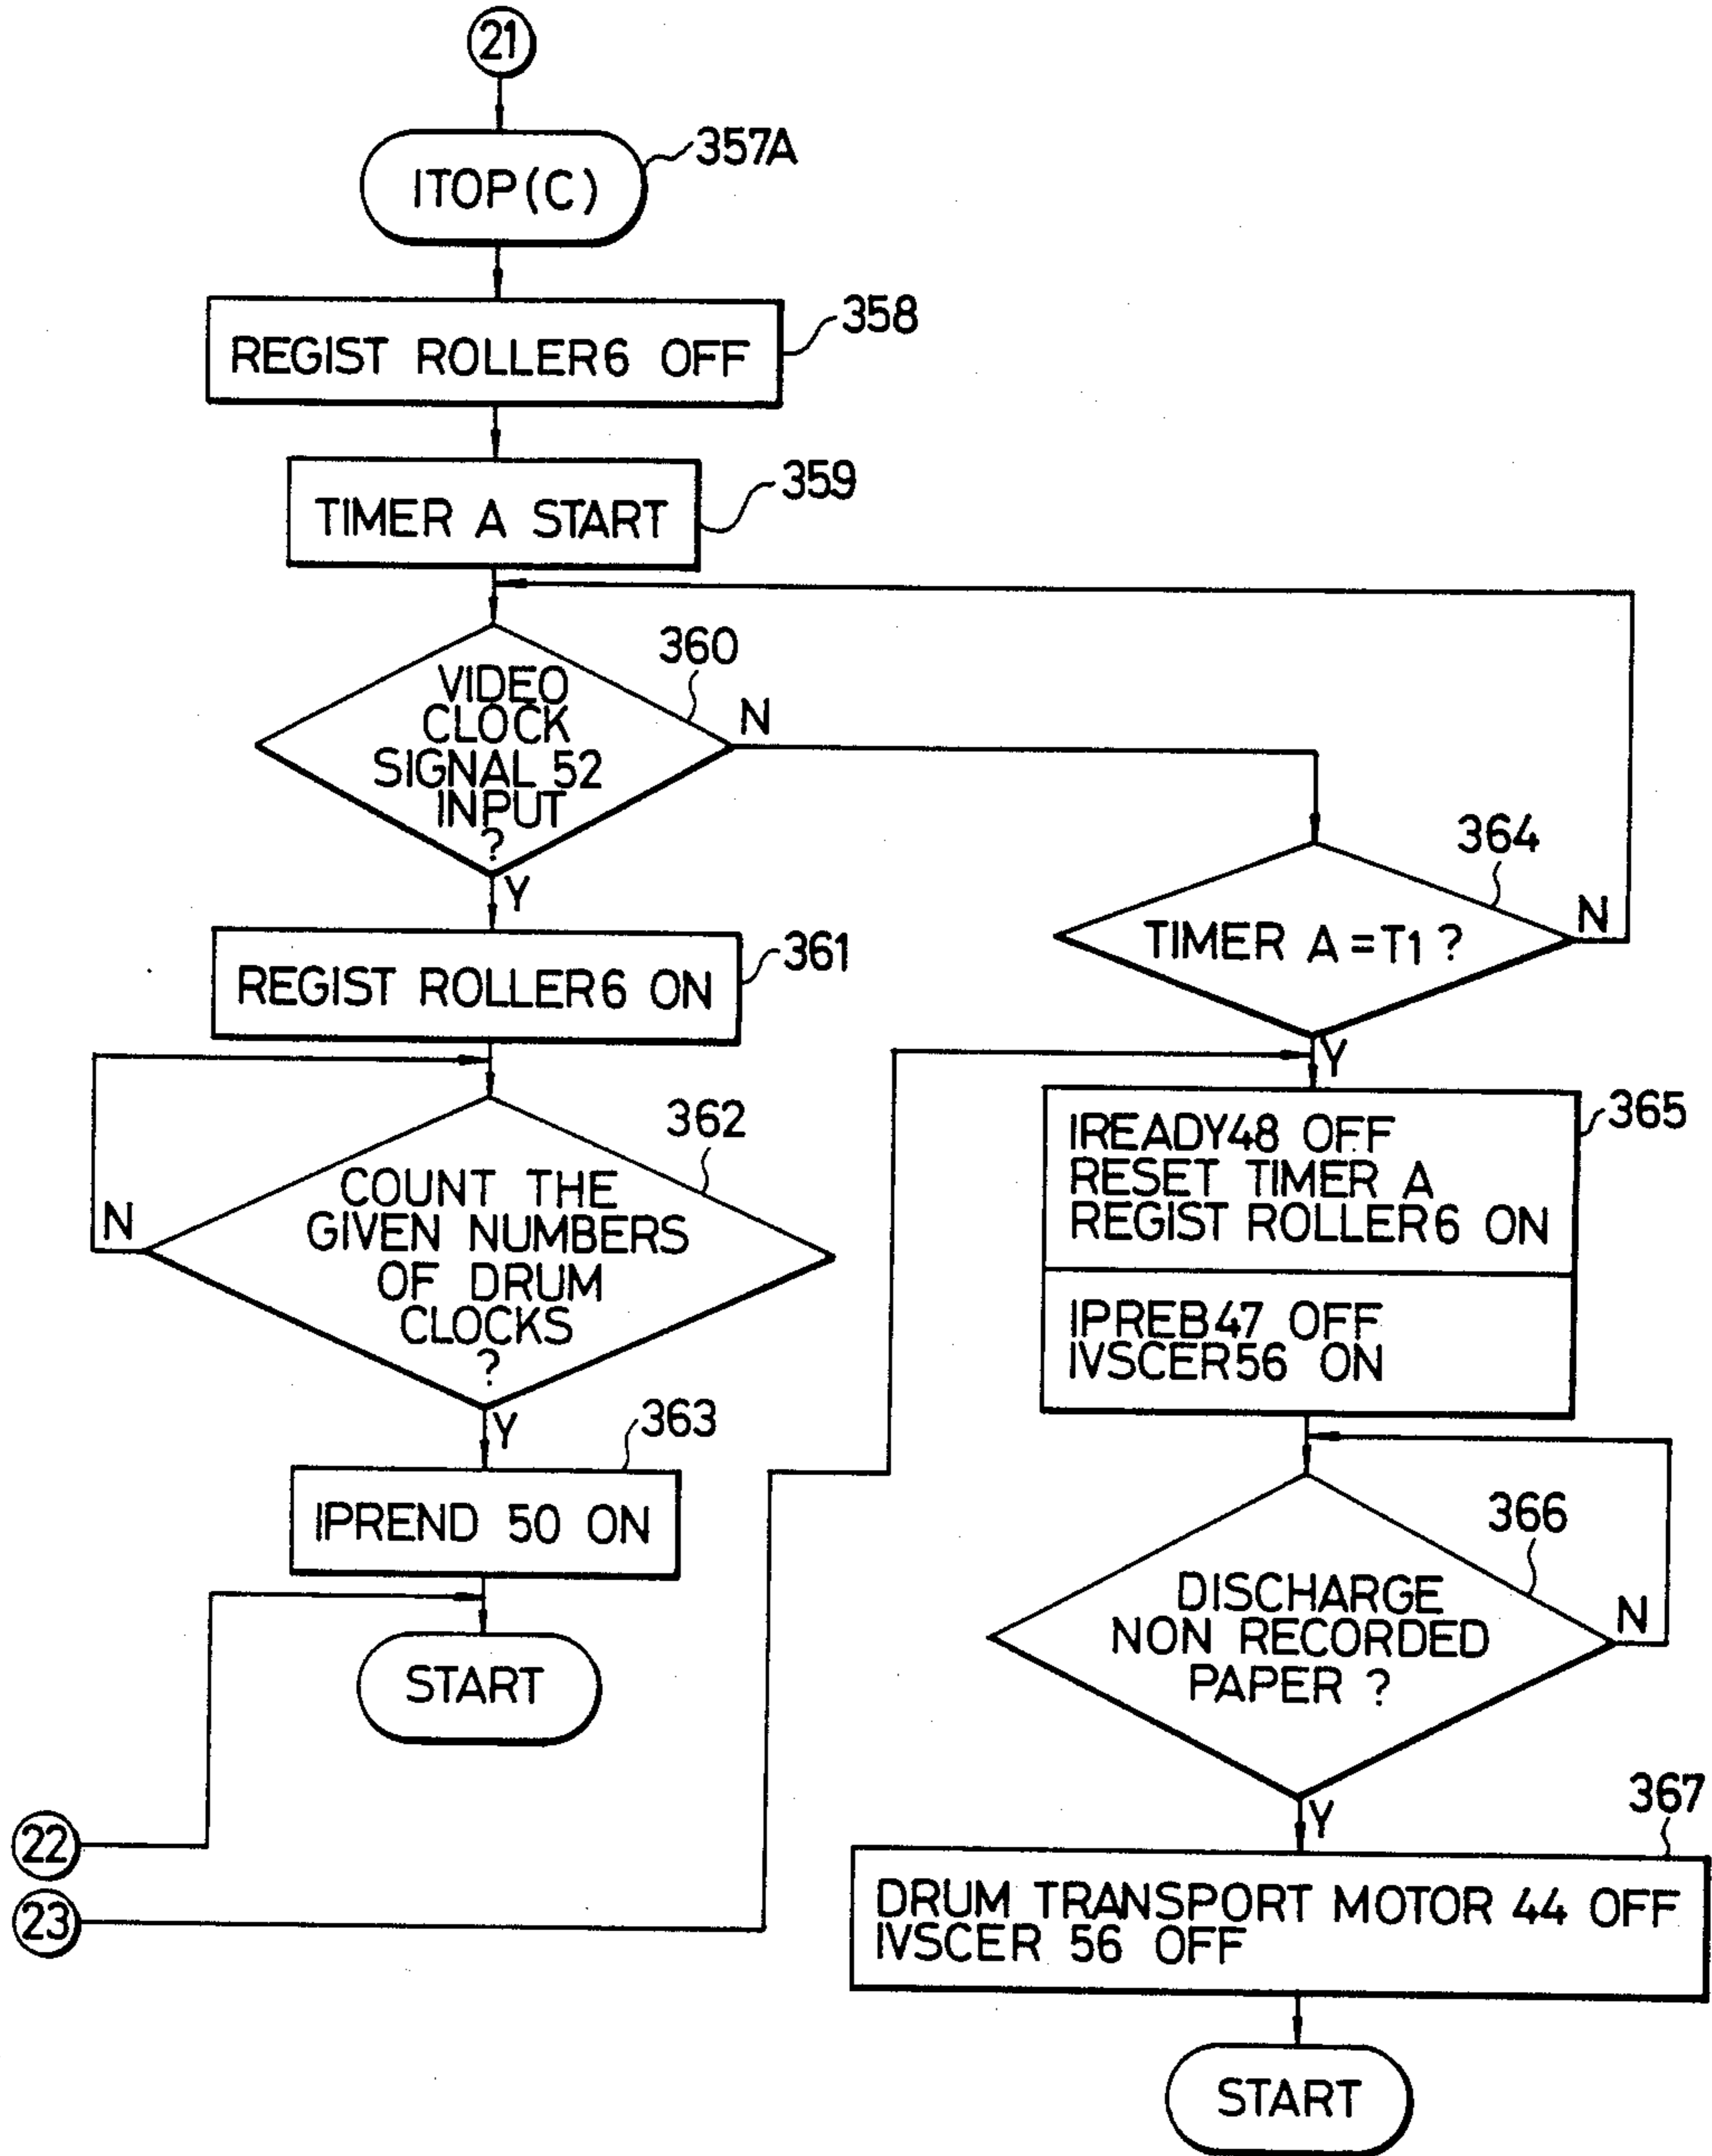 21
ITOP(C)
357A
REGIST ROLLER6 OFF
358
TIMER A START
359
VIDEO
CLOCK
SIGNAL 52
INPUT
?
360
N
Y
REGIST ROLLER6 ON
361
COUNT THE
GIVEN NUMBERS
OF DRUM
CLOCKS
?
362
N
Y
IPREND 50 ON
363
START
22
23
TIMER A=T1 ?
364
N
Y
IREADY48 OFF
RESET TIMER A
REGIST ROLLER6 ON
IPREB47 OFF
IVSCER56 ON
365
DISCHARGE
NON RECORDED
PAPER ?
366
N
Y
DRUM TRANSPORT MOTOR 44 OFF
IVSCER 56 OFF
367
START